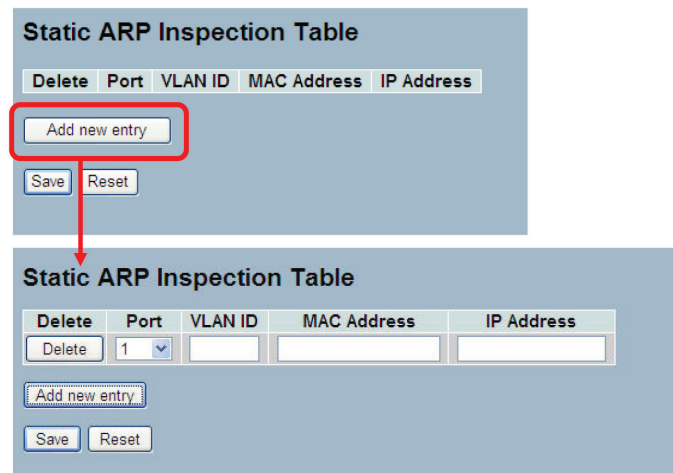 Static ARP Inspection Table
Delete Port VLAN ID MAC Address IP Address
Add new entry
Save Reset
Static ARP Inspection Table
Delete Port VLAN ID MAC Address IP Address
Delete 1
Add new entry
Save Reset